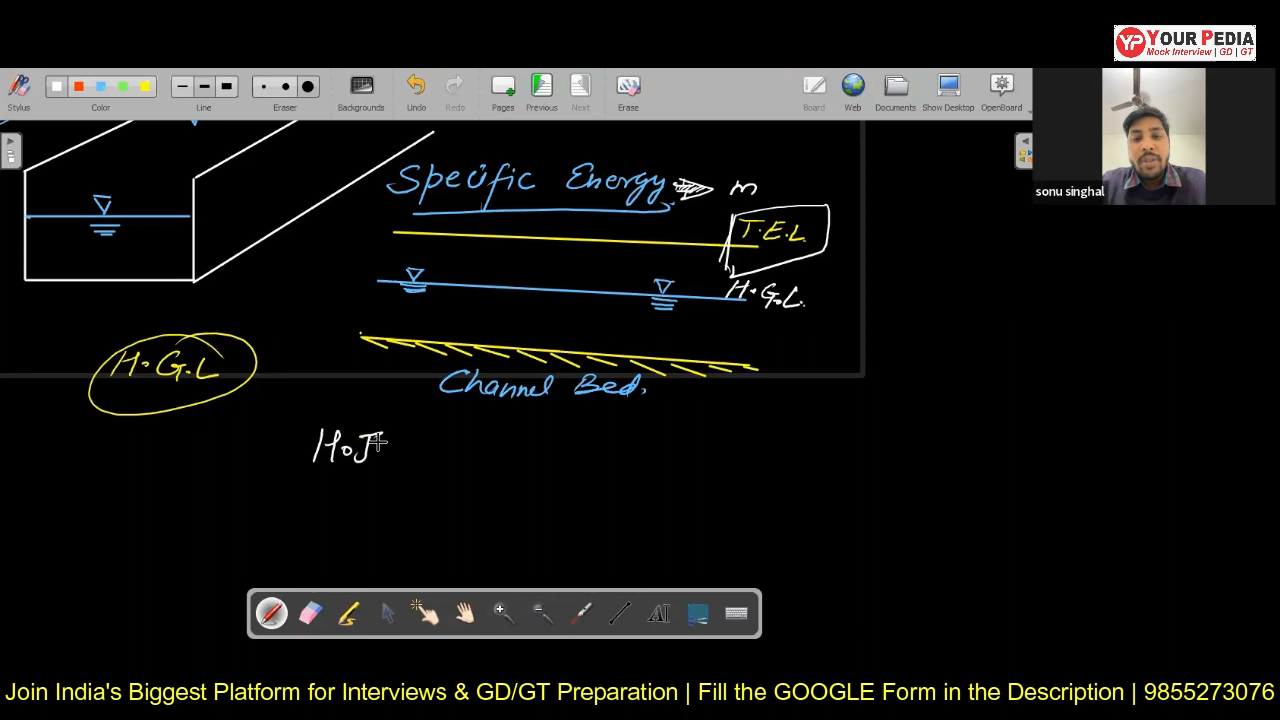 YP YOUR PEDIA
Mock Interview | GD | GT
Stylus
Color
Line
Eraser
Backgrounds
Undo
Redo
Pages
Previous
Next
Erase
Board
Web
Documents
Show Desktop
OpenBoard
sonu singhal
Specific Energy m
T.E.L.
H.G.L.
H.G.L
Channel Bed.
H.J
Join India's Biggest Platform for Interviews & GD/GT Preparation | Fill the GOOGLE Form in the Description | 9855273076